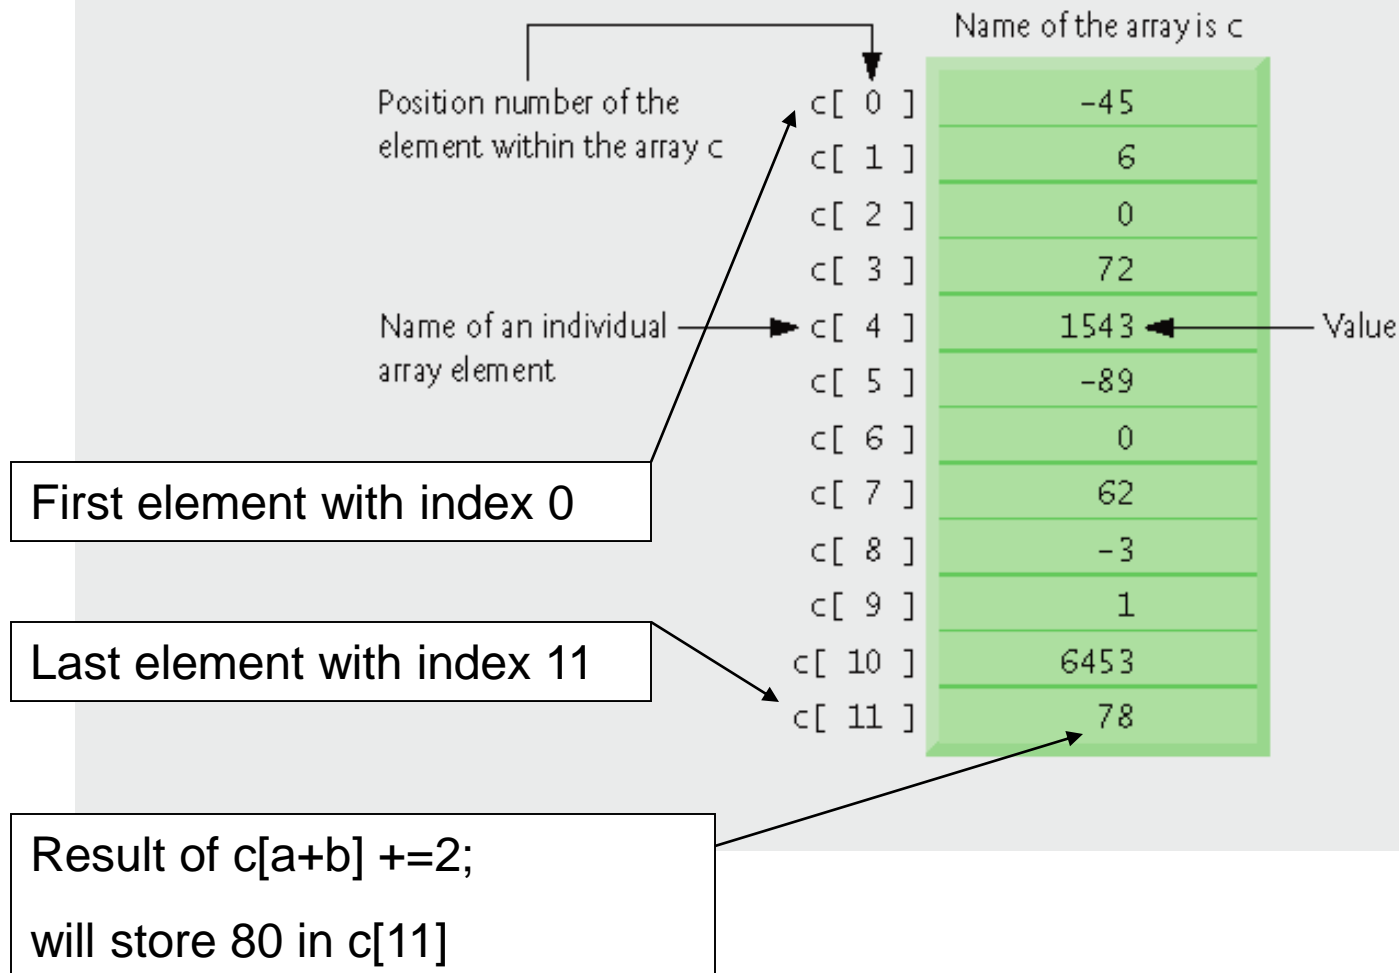 Name of the array is c
Position number of the
element within the array c
c[ 0 ] -45
c[ 1 ] 6
c[ 2 ] 0
c[ 3 ] 72
Name of an individual
array element
c[ 4 ] 1543 Value
c[ 5 ] -89
c[ 6 ] 0
First element with index 0
c[ 7 ] 62
c[ 8 ] -3
c[ 9 ] 1
Last element with index 11
c[ 10 ] 6453
c[ 11 ] 78
Result of c[a+b] +=2;
will store 80 in c[11]